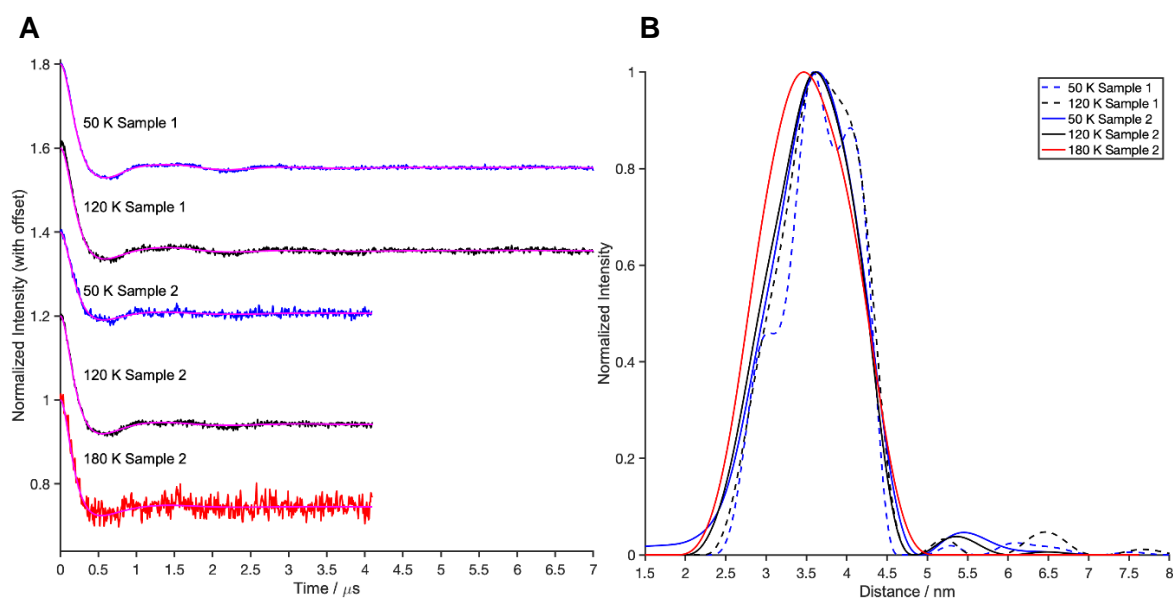 A
B
Normalized Intensity (with offset)
1.8
1.6
1.4
1.2
1
0.8
50 K Sample 1
120 K Sample 1
50 K Sample 2
120 K Sample 2
180 K Sample 2
0 0.5 1 1.5 2 2.5 3 3.5 4 4.5 5 5.5 6 6.5 7
Time / μs
Normalized Intensity
1
0.8
0.6
0.4
0.2
0
50 K Sample 1
120 K Sample 1
50 K Sample 2
120 K Sample 2
180 K Sample 2
1.5 2 2.5 3 3.5 4 4.5 5 5.5 6 6.5 7 7.5 8
Distance / nm